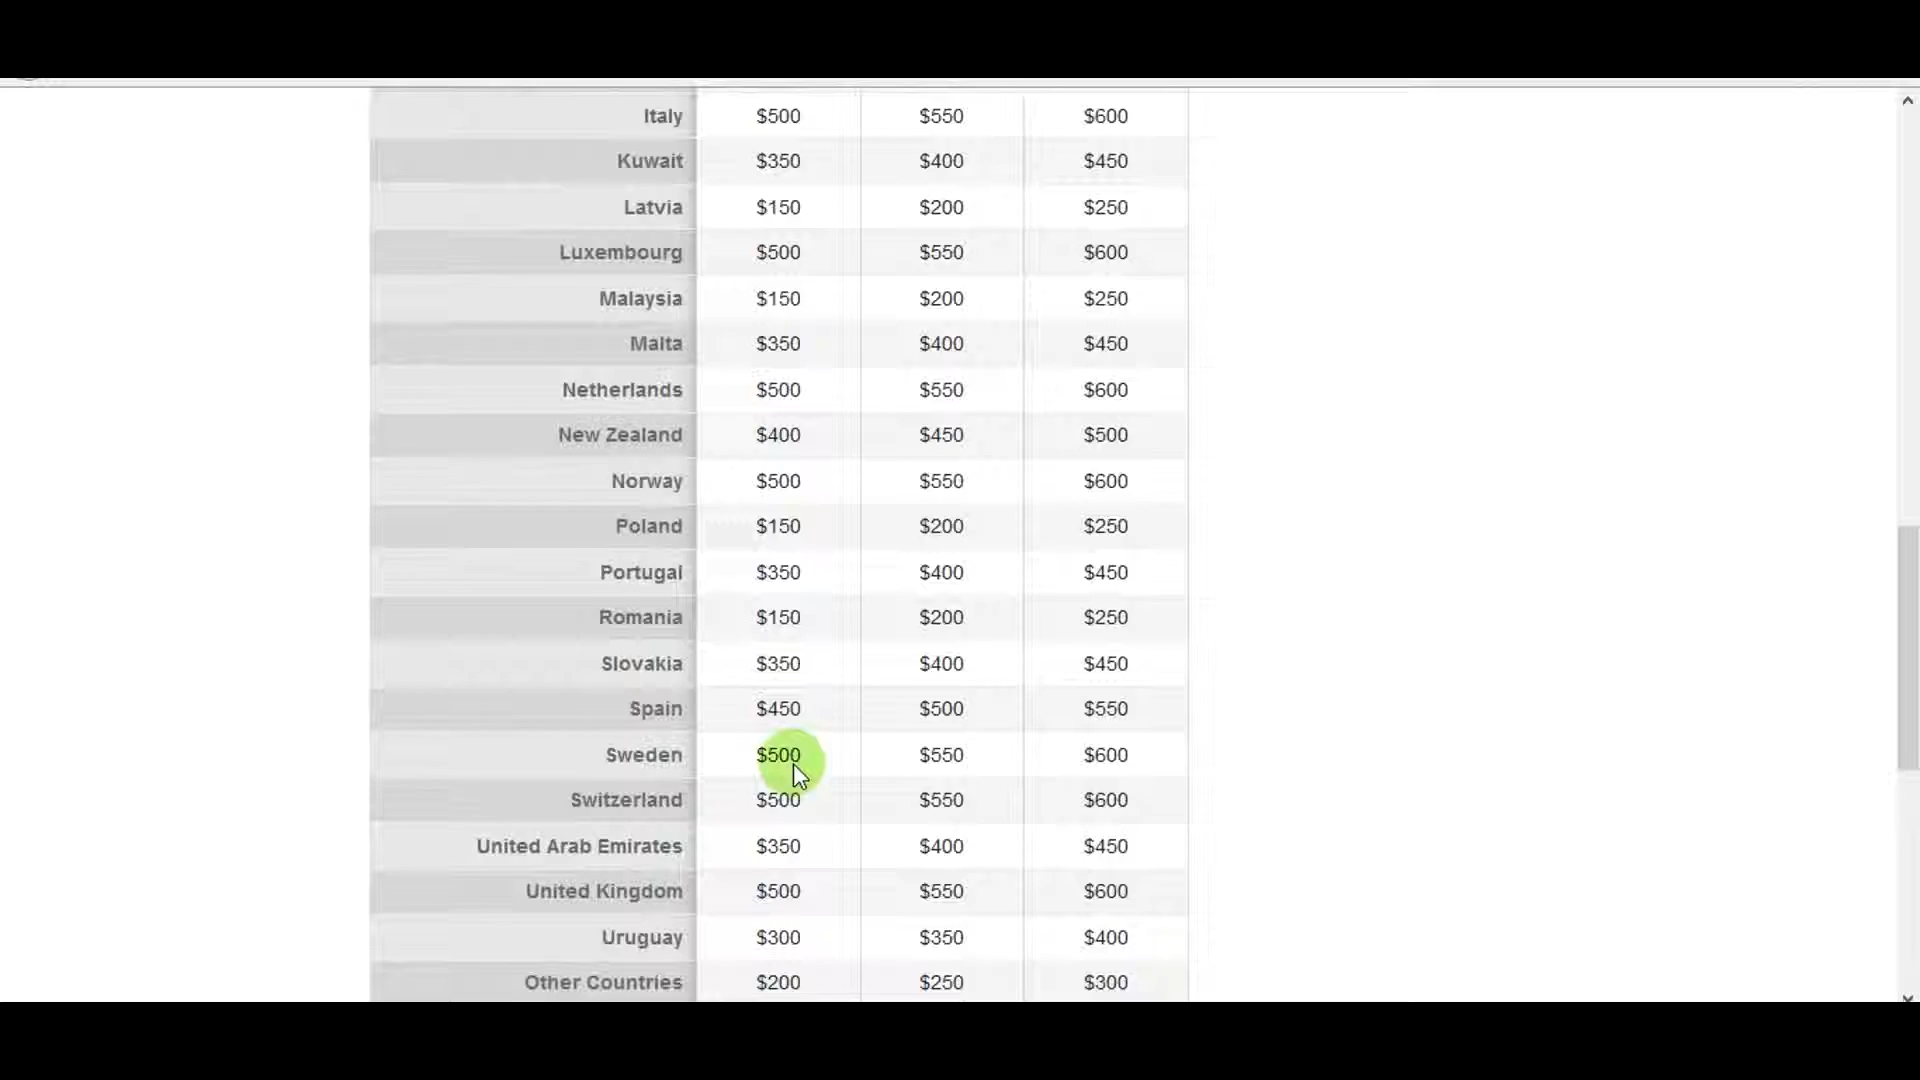 Italy $500 $550 $600
Kuwait $350 $400 $450
Latvia $150 $200 $250
Luxembourg $500 $550 $600
Malaysia $150 $200 $250
Malta $350 $400 $450
Netherlands $500 $550 $600
New Zealand $400 $450 $500
Norway $500 $550 $600
Poland $150 $200 $250
Portugal $350 $400 $450
Romania $150 $200 $250
Slovakia $350 $400 $450
Spain $450 $500 $550
Sweden $500 $550 $600
Switzerland $500 $550 $600
United Arab Emirates $350 $400 $450
United Kingdom $500 $550 $600
Uruguay $300 $350 $400
Other Countries $200 $250 $300